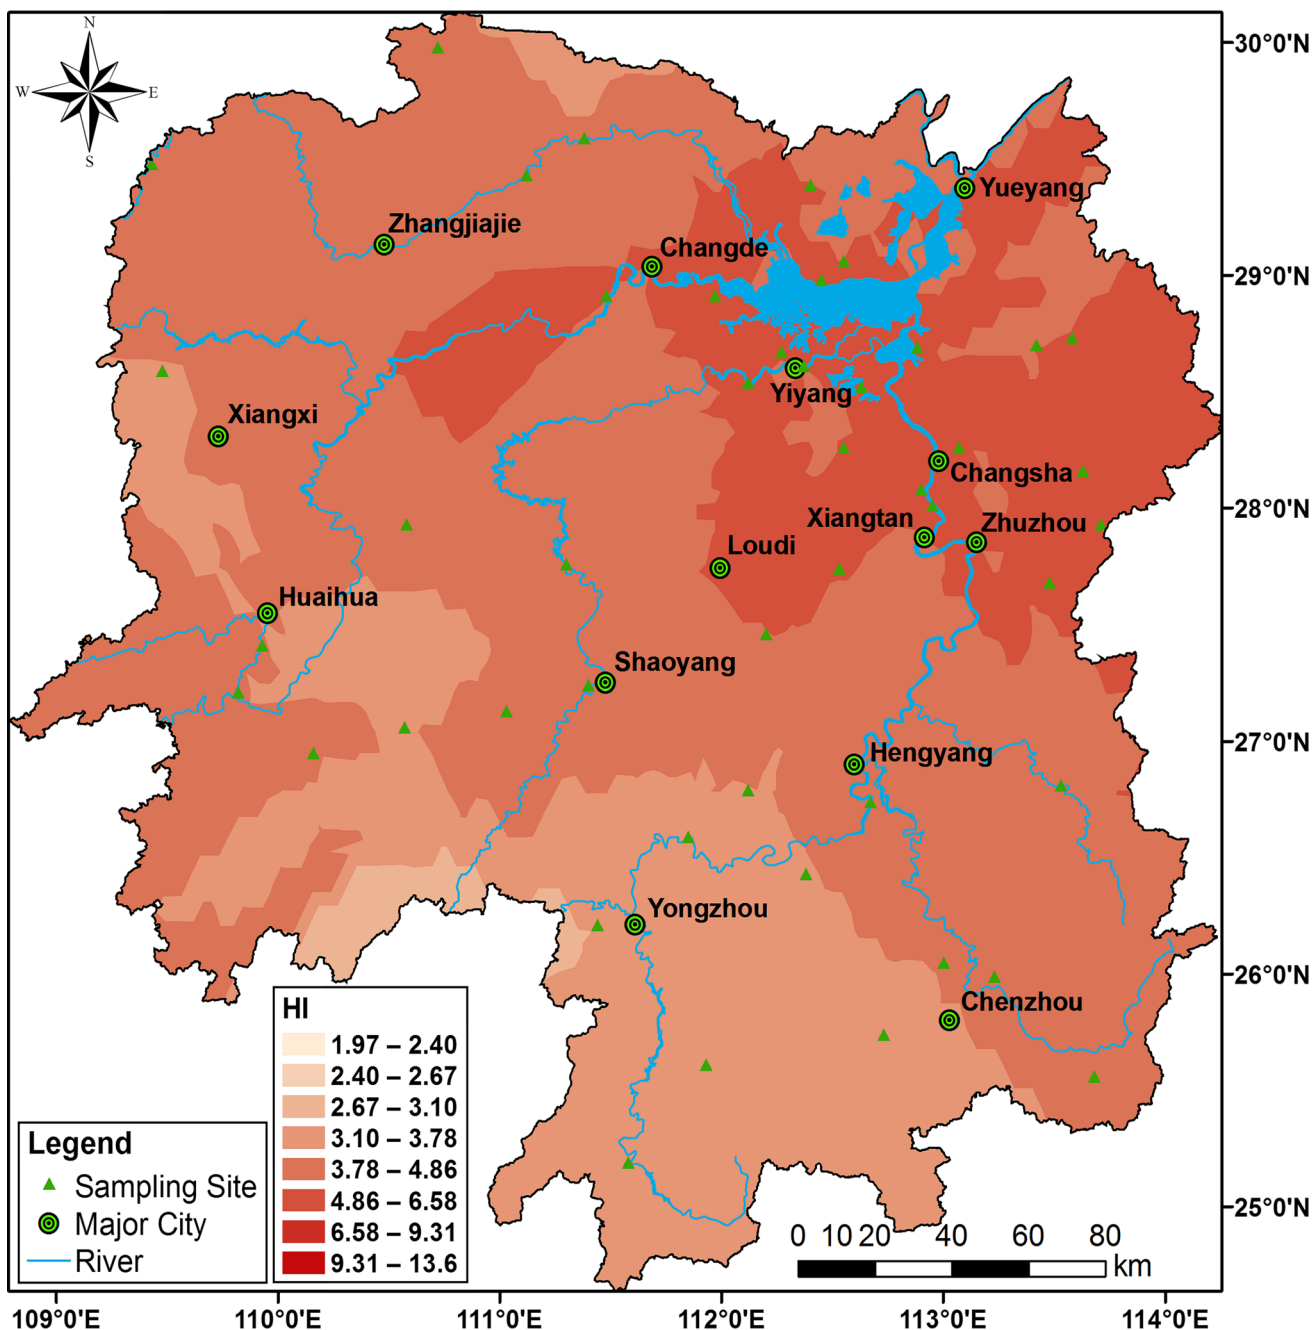 N
W E
S
30°0'N
Yueyang
Zhangjiajie
Changde
29°0'N
Yiyang
Xiangxi
Changsha
28°0'N
Xiangtan
Zhuzhou
Loudi
Huaihua
Shaoyang
27°0'N
Hengyang
Yongzhou
26°0'N
Chenzhou
HI
1.97 – 2.40
2.40 – 2.67
2.67 – 3.10
3.10 – 3.78
3.78 – 4.86
4.86 – 6.58
6.58 – 9.31
9.31 – 13.6
Legend
Sampling Site
Major City
River
25°0'N
0 10 20 40 60 80
km
109°0'E 110°0'E 111°0'E 112°0'E 113°0'E 114°0'E